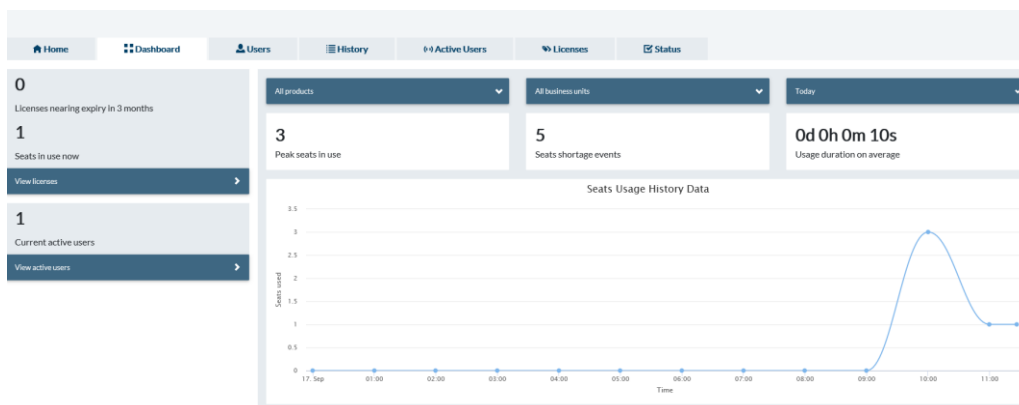 Home
Dashboard
Users
History
Active Users
Licenses
Status
0
Licenses nearing expiry in 3 months
1
Seats in use now
View licenses
1
Current active users
View active users
All products
All business units
Today
3
Peak seats in use
5
Seats shortage events
0d 0h 0m 10s
Usage duration on average
Seats Usage History Data
Seats used
3.5
3
2.5
2
1.5
1
0.5
0
17. Sep
01:00
02:00
03:00
04:00
05:00
06:00
07:00
08:00
09:00
10:00
11:00
Time